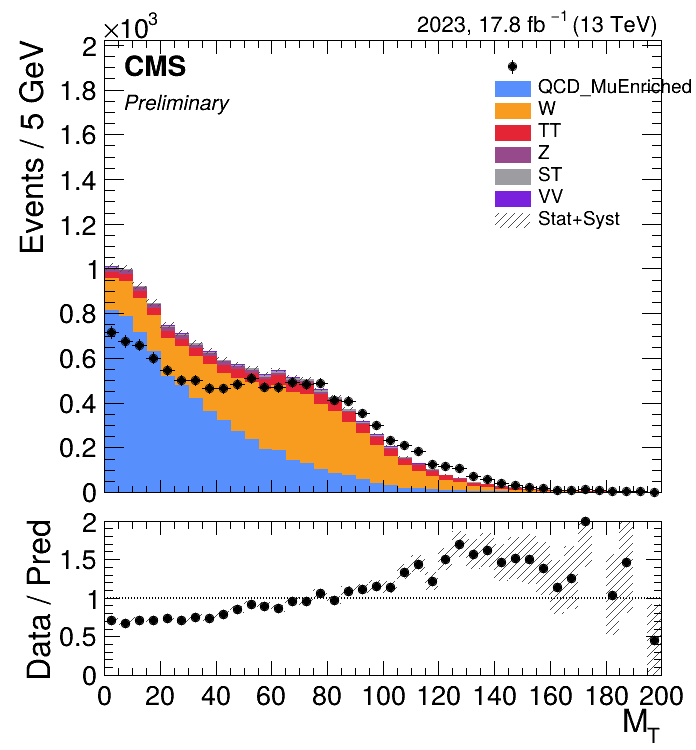 ×10³
2023, 17.8 fb⁻¹ (13 TeV)
CMS
Preliminary
QCD_MuEnriched
W
TT
Z
ST
VV
Stat+Syst
Events / 5 GeV
2
1.8
1.6
1.4
1.2
1
0.8
0.6
0.4
0.2
0
Data / Pred
2
1.5
1
0.5
0
0 20 40 60 80 100 120 140 160 180 200
M_T